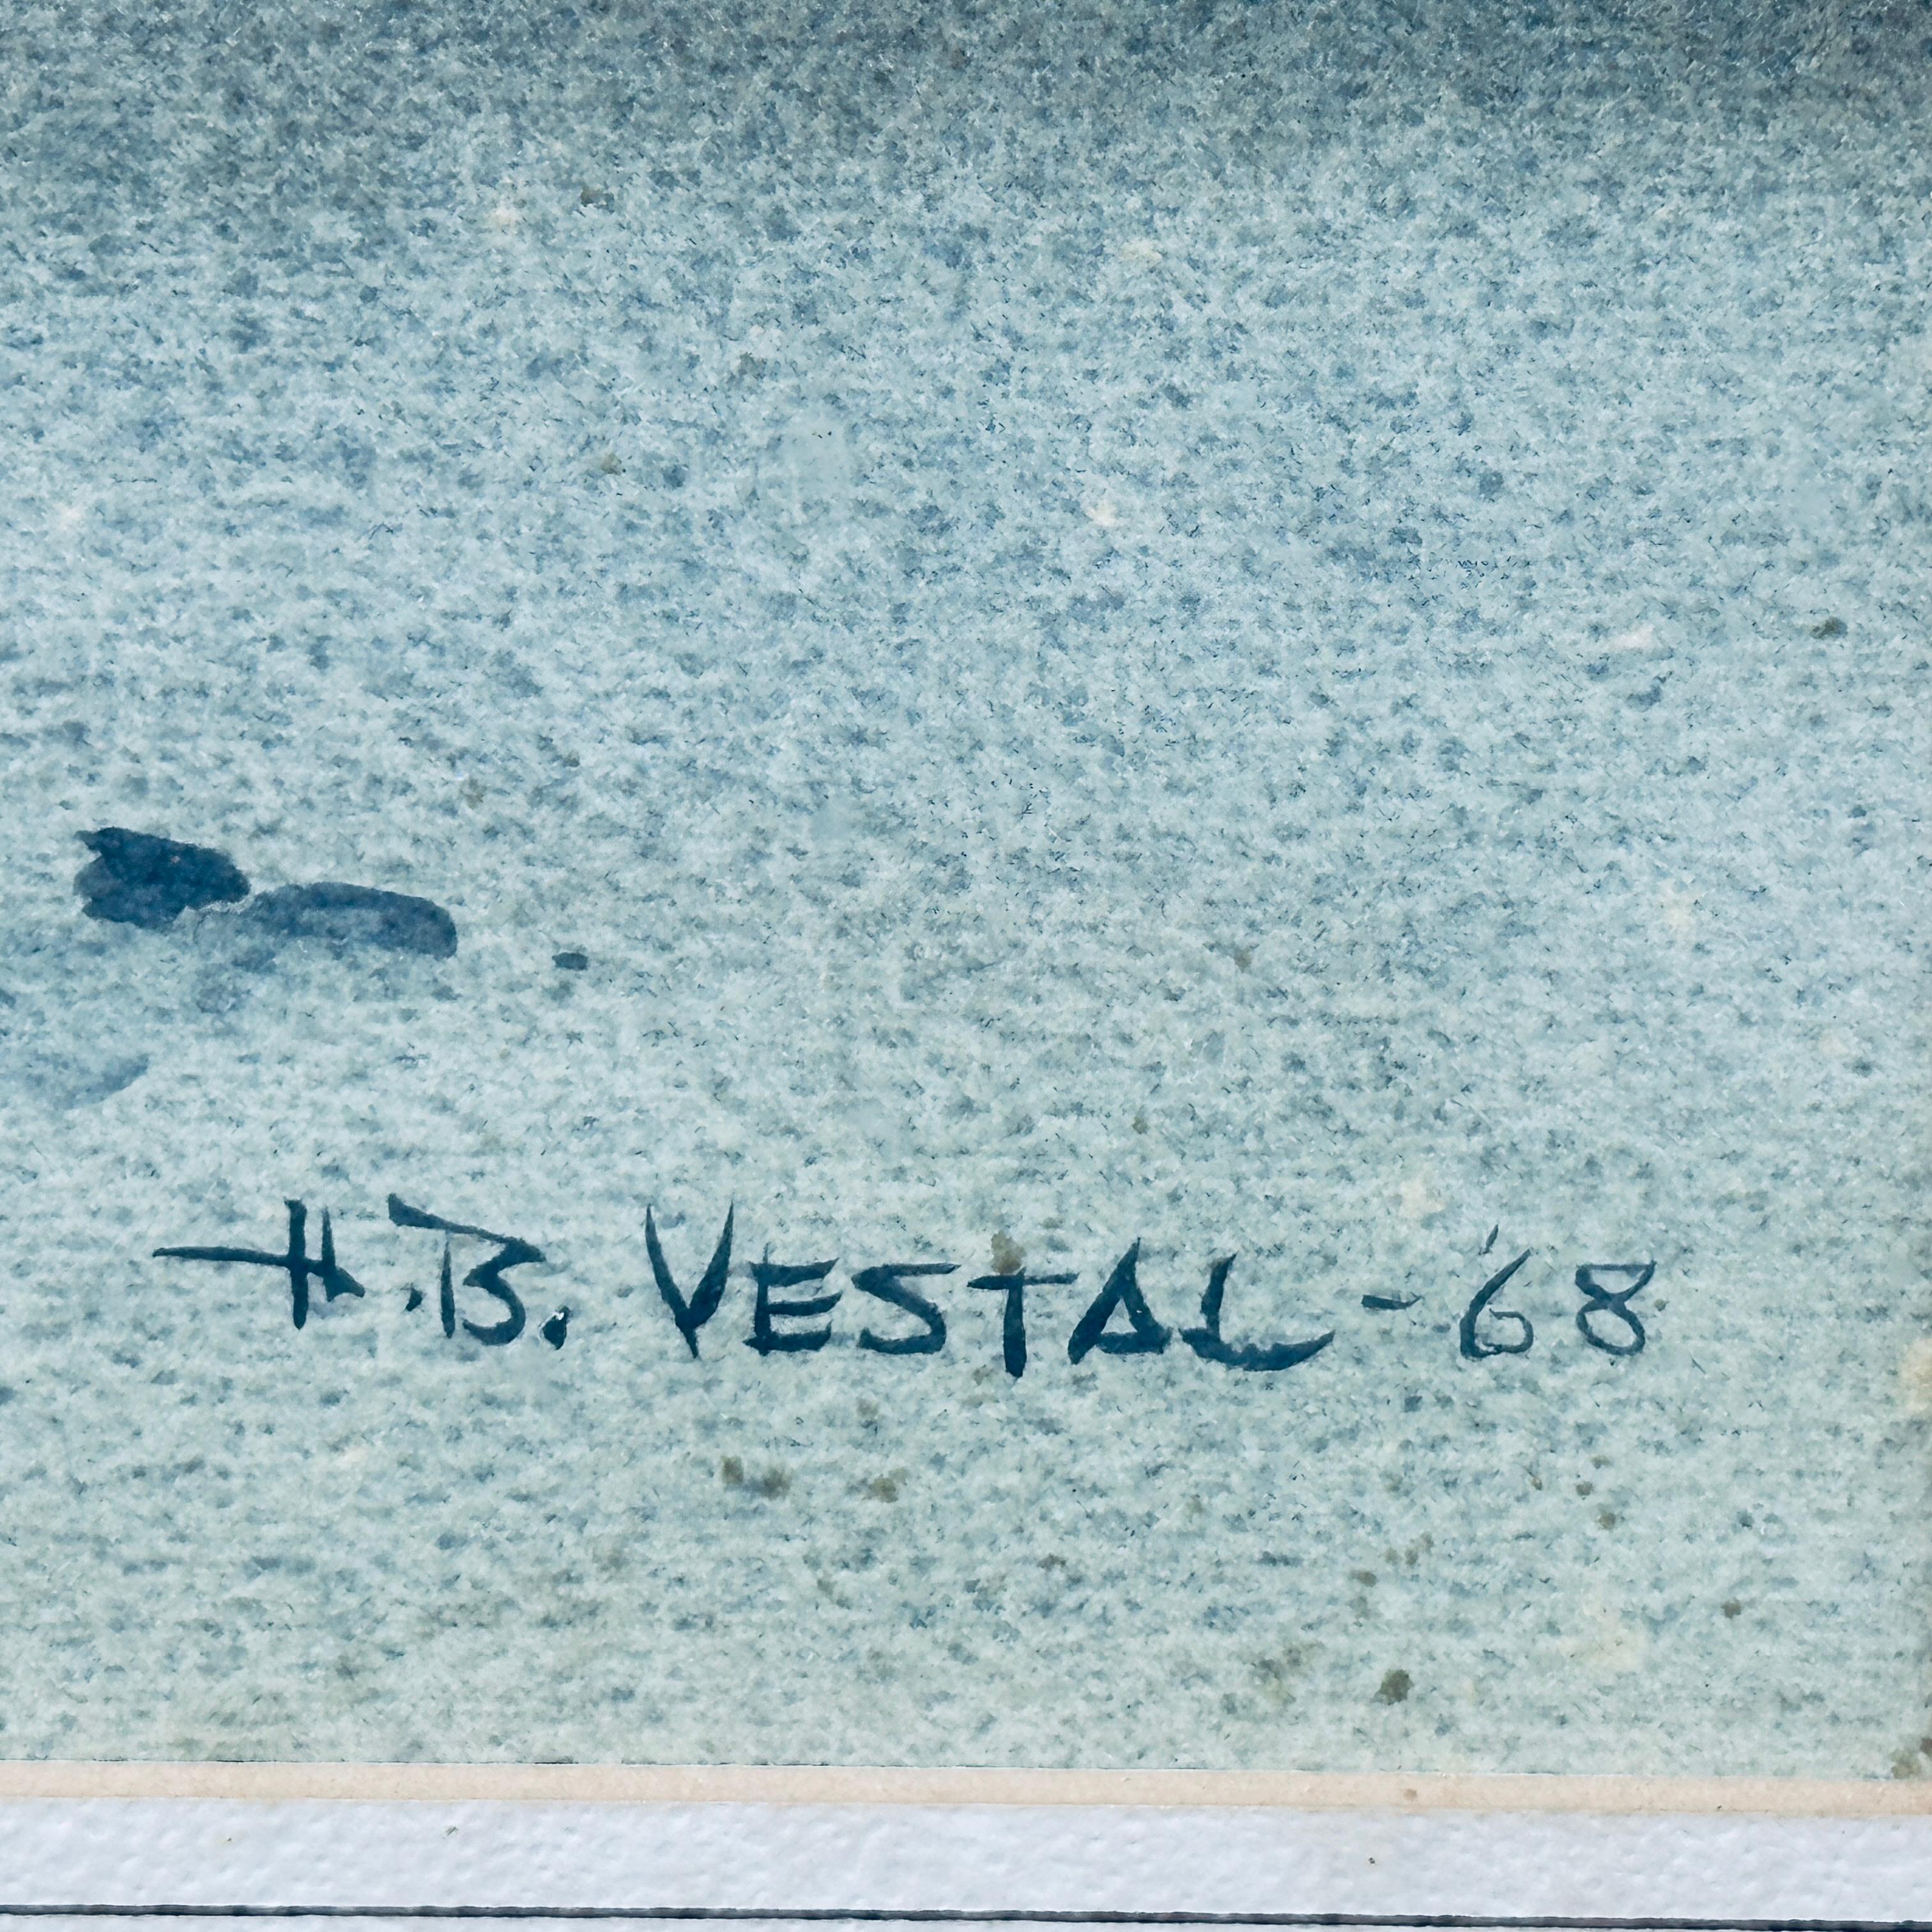 H.B. VESTAL - '68